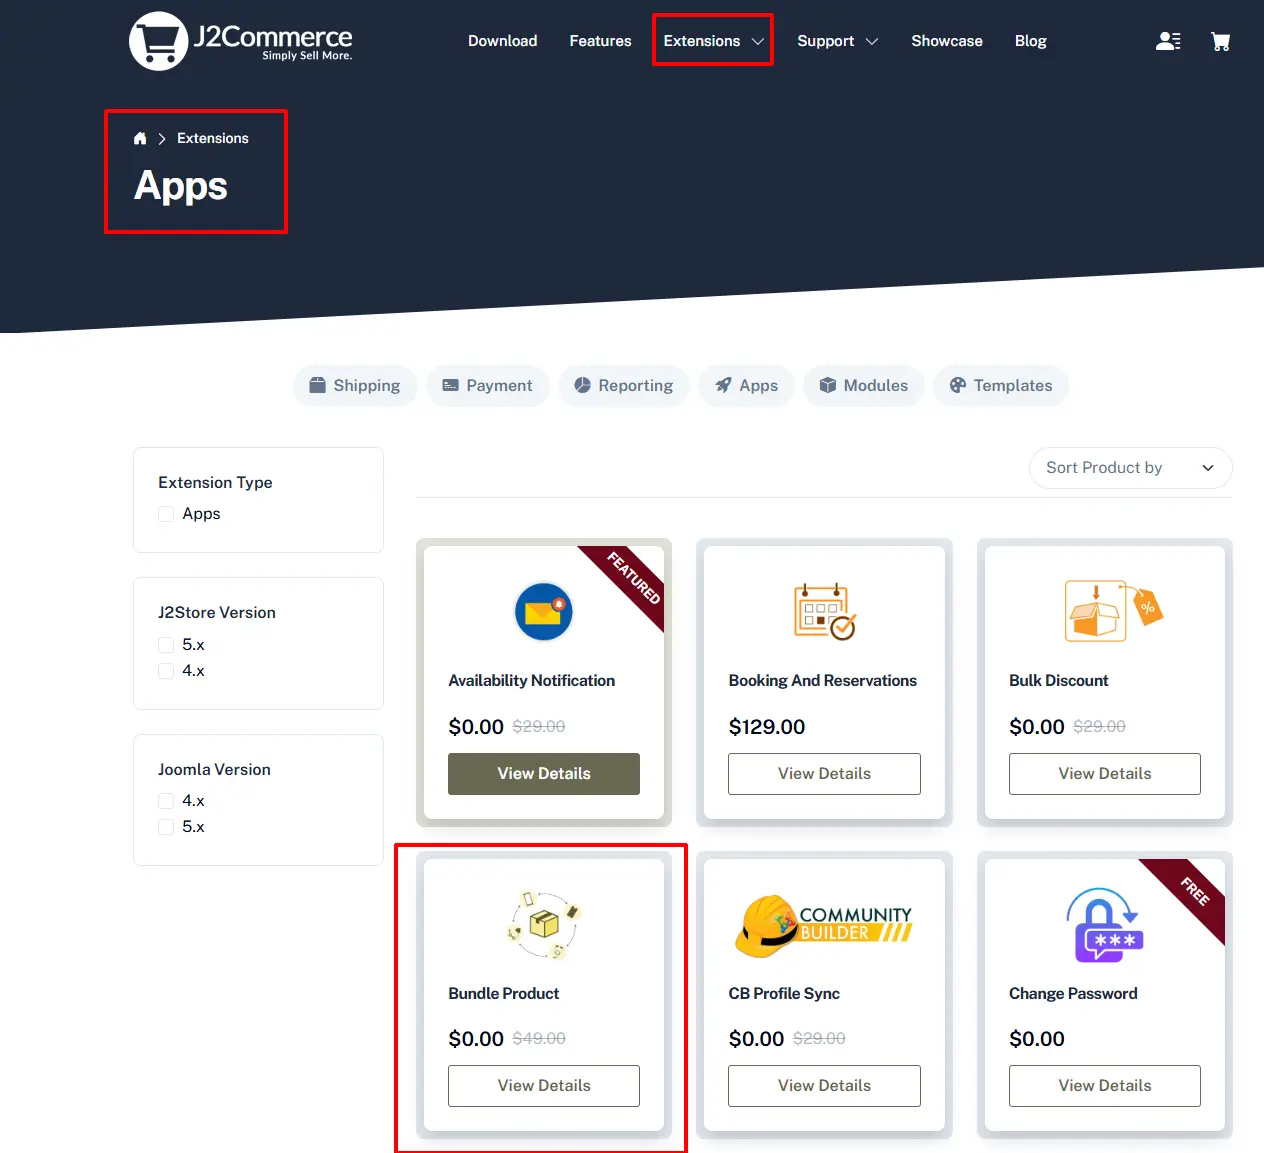 J2Commerce
Simply Sell More.
Download Features Extensions Support Showcase Blog
Extensions
Apps
Shipping Payment Reporting Apps Modules Templates
Sort Product by
Extension Type
Apps
J2Store Version
5.x
4.x
Joomla Version
4.x
5.x
FEATURED
Availability Notification
$0.00 $29.00
View Details
Booking And Reservations
$129.00
View Details
%
Bulk Discount
$0.00 $29.00
View Details
Bundle Product
$0.00 $49.00
View Details
COMMUNITY
BUILDER
CB Profile Sync
$0.00 $29.00
View Details
FREE
***
Change Password
$0.00
View Details